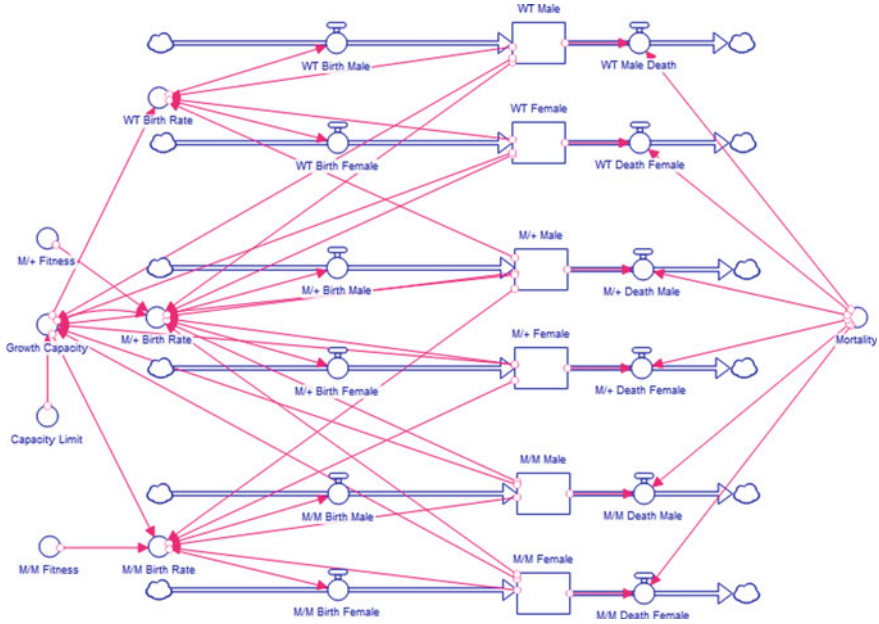 WT Male
WT Birth Male
WT Male Death
WT Birth Rate
WT Female
WT Birth Female
WT Death Female
M/+ Fitness
M/+ Male
M/+ Birth Male
M/+ Death Male
Growth Capacity
M/+ Birth Rate
Mortality
M/+ Female
M/+ Birth Female
M/+ Death Female
Capacity Limit
M/M Male
M/M Birth Male
M/M Death Male
M/M Fitness
M/M Birth Rate
M/M Female
M/M Birth Female
M/M Death Female